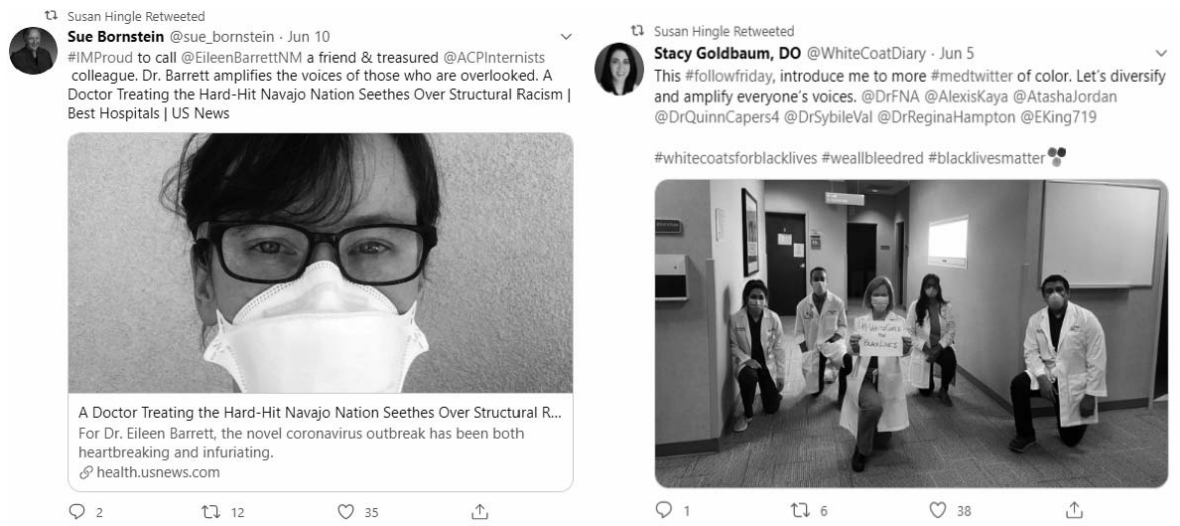 Susan Hingle Retweeted
Sue Bornstein @sue_bornstein · Jun 10
#IMProud to call @EileenBarrettNM a friend & treasured @ACPInternists
colleague. Dr. Barrett amplifies the voices of those who are overlooked. A
Doctor Treating the Hard-Hit Navajo Nation Seethes Over Structural Racism |
Best Hospitals | US News
A Doctor Treating the Hard-Hit Navajo Nation Seethes Over Structural R...
For Dr. Eileen Barrett, the novel coronavirus outbreak has been both
heartbreaking and infuriating.
health.usnews.com
2 12 35
Susan Hingle Retweeted
Stacy Goldbaum, DO @WhiteCoatDiary · Jun 5
This #followfriday, introduce me to more #medtwitter of color. Let's diversify
and amplify everyone's voices. @DrFNA @AlexisKaya @AtashaJordan
@DrQuinnCapers4 @DrSybileVal @DrReginaHampton @EKing719
#whitecoatsforblacklives #weallbleedred #blacklivesmatter
#WhiteCoats
for
BlackLives
1 6 38